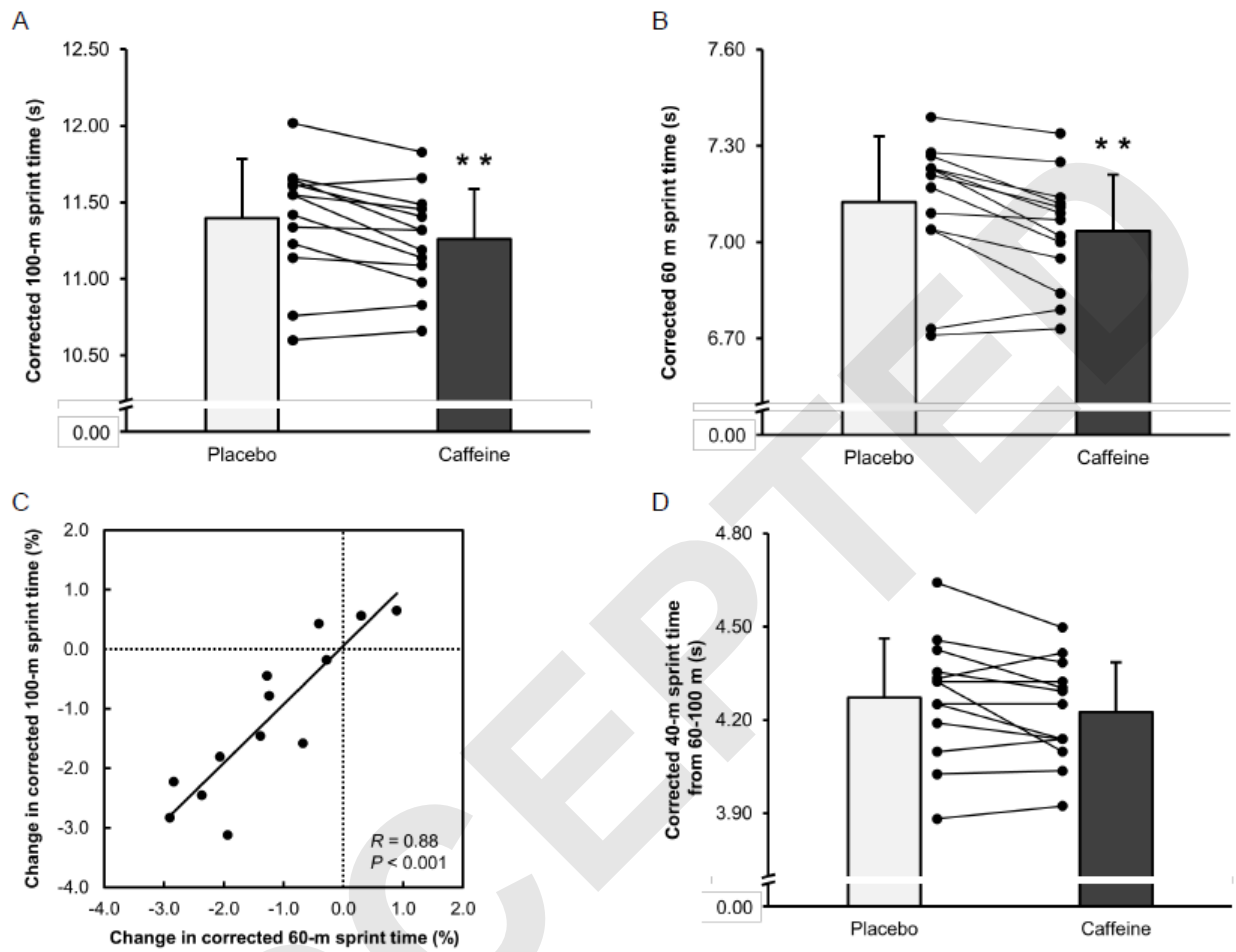 A
12.50
12.00
11.50
11.00
10.50
0.00
Corrected 100-m sprint time (s)
* *
Placebo
Caffeine
B
7.60
7.30
7.00
6.70
0.00
Corrected 60 m sprint time (s)
* *
Placebo
Caffeine
C
2.0
1.0
0.0
-1.0
-2.0
-3.0
-4.0
Change in corrected 100-m sprint time (%)
R = 0.88
P < 0.001
-4.0 -3.0 -2.0 -1.0 0.0 1.0 2.0
Change in corrected 60-m sprint time (%)
D
4.80
4.50
4.20
3.90
0.00
Corrected 40-m sprint time
from 60-100 m (s)
Placebo
Caffeine
CCEPTED